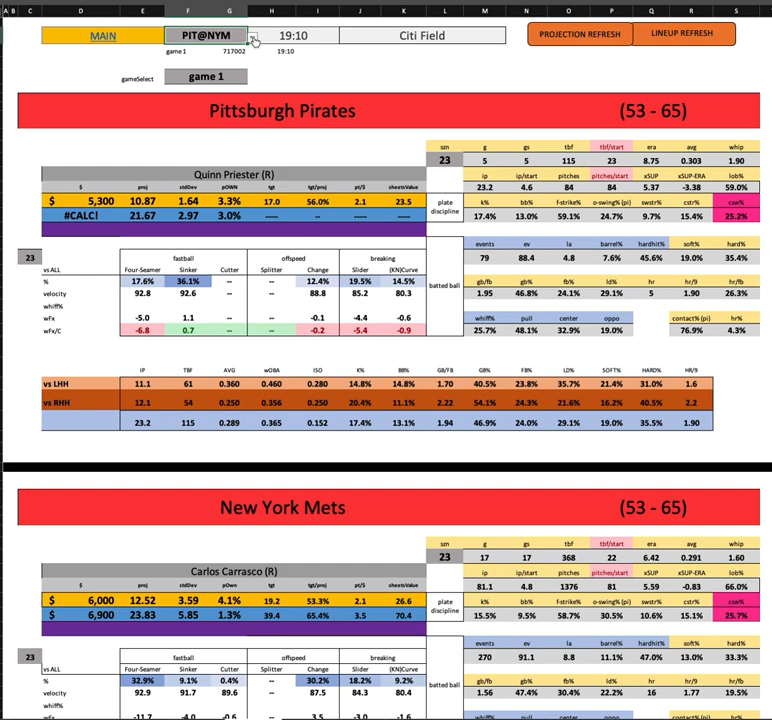 A B C D E F G H I J K L M N O P Q R S
MAIN PIT@NYM 19:10 Citi Field PROJECTION REFRESH LINEUP REFRESH
game 1 717002 19:10
gameSelect game 1
Pittsburgh Pirates (53 - 65)
szn g gs tbf tbf/start era avg whip
23 5 5 115 23 8.75 0.303 1.90
Quinn Priester (R) ip ip/start pitches pitches/start xSUP xSUP-ERA lob%
$ proj stdDev pOWN tgt tgt/proj pt/$ sheetsValue 23.2 4.6 84 84 5.37 -3.38 59.0%
$ 5,300 10.87 1.64 3.3% 17.0 56.0% 2.1 23.5 plate discipline k% bb% f-strike% o-swing% (pi) swstr% cstr% csw%
#CALC! 21.67 2.97 3.0% ---- -- ---- ---- 17.4% 13.0% 59.1% 24.7% 9.7% 15.4% 25.2%
events ev la barrel% hardhit% soft% hard%
23 fastball offspeed breaking 79 88.4 4.8 7.6% 45.6% 19.0% 35.4%
vs ALL Four-Seamer Sinker Cutter Splitter Change Slider (KN)Curve
% 17.6% 36.1% -- -- 12.4% 19.5% 14.5% batted ball gb/fb gb% fb% ld% hr hr/9 hr/fb
velocity 92.8 92.6 -- -- 88.8 85.2 80.3 1.95 46.8% 24.1% 29.1% 5 1.90 26.3%
whiff%
wFx -5.0 1.1 -- -- -0.1 -4.4 -0.6 whiff% pull center oppo contact% (pi) hr%
wFx/C -6.8 0.7 -- -- -0.2 -5.4 -0.9 25.7% 48.1% 32.9% 19.0% 76.9% 4.3%
IP TBF AVG wOBA ISO K% BB% GB/FB GB% FB% LD% SOFT% HARD% HR/9
vs LHH 11.1 61 0.360 0.460 0.280 14.8% 14.8% 1.70 40.5% 23.8% 35.7% 21.4% 31.0% 1.6
vs RHH 12.1 54 0.250 0.356 0.250 20.4% 11.1% 2.22 54.1% 24.3% 21.6% 16.2% 40.5% 2.2
23.2 115 0.289 0.365 0.152 17.4% 13.1% 1.94 46.9% 24.0% 29.1% 19.0% 35.5% 1.90
New York Mets (53 - 65)
szn g gs tbf tbf/start era avg whip
23 17 17 368 22 6.42 0.291 1.60
Carlos Carrasco (R) ip ip/start pitches pitches/start xSUP xSUP-ERA lob%
$ proj stdDev pOwn tgt tgt/proj pt/$ sheetsValue 81.1 4.8 1376 81 5.59 -0.83 66.0%
$ 6,000 12.52 3.59 4.1% 19.2 53.3% 2.1 26.6 plate discipline k% bb% f-strike% o-swing% (pi) swstr% cstr% csw%
$ 6,900 23.83 5.85 1.3% 39.4 65.4% 3.5 70.4 15.5% 9.5% 58.7% 30.5% 10.6% 15.1% 25.7%
events ev la barrel% hardhit% soft% hard%
23 fastball offspeed breaking 270 91.1 8.8 11.1% 47.0% 13.0% 33.3%
vs ALL Four-Seamer Sinker Cutter Splitter Change Slider (KN)Curve
% 32.9% 9.1% 0.4% -- 30.2% 18.2% 9.2% batted ball gb/fb gb% fb% ld% hr hr/9 hr/fb
velocity 92.9 91.7 89.6 -- 87.5 84.3 80.4 1.56 47.4% 30.4% 22.2% 16 1.77 19.5%
whiff%
wFx -11.7 -4.0 -0.6 -- 3.5 -3.0 -1.6 whiff% pull center oppo contact% (pi) hr%